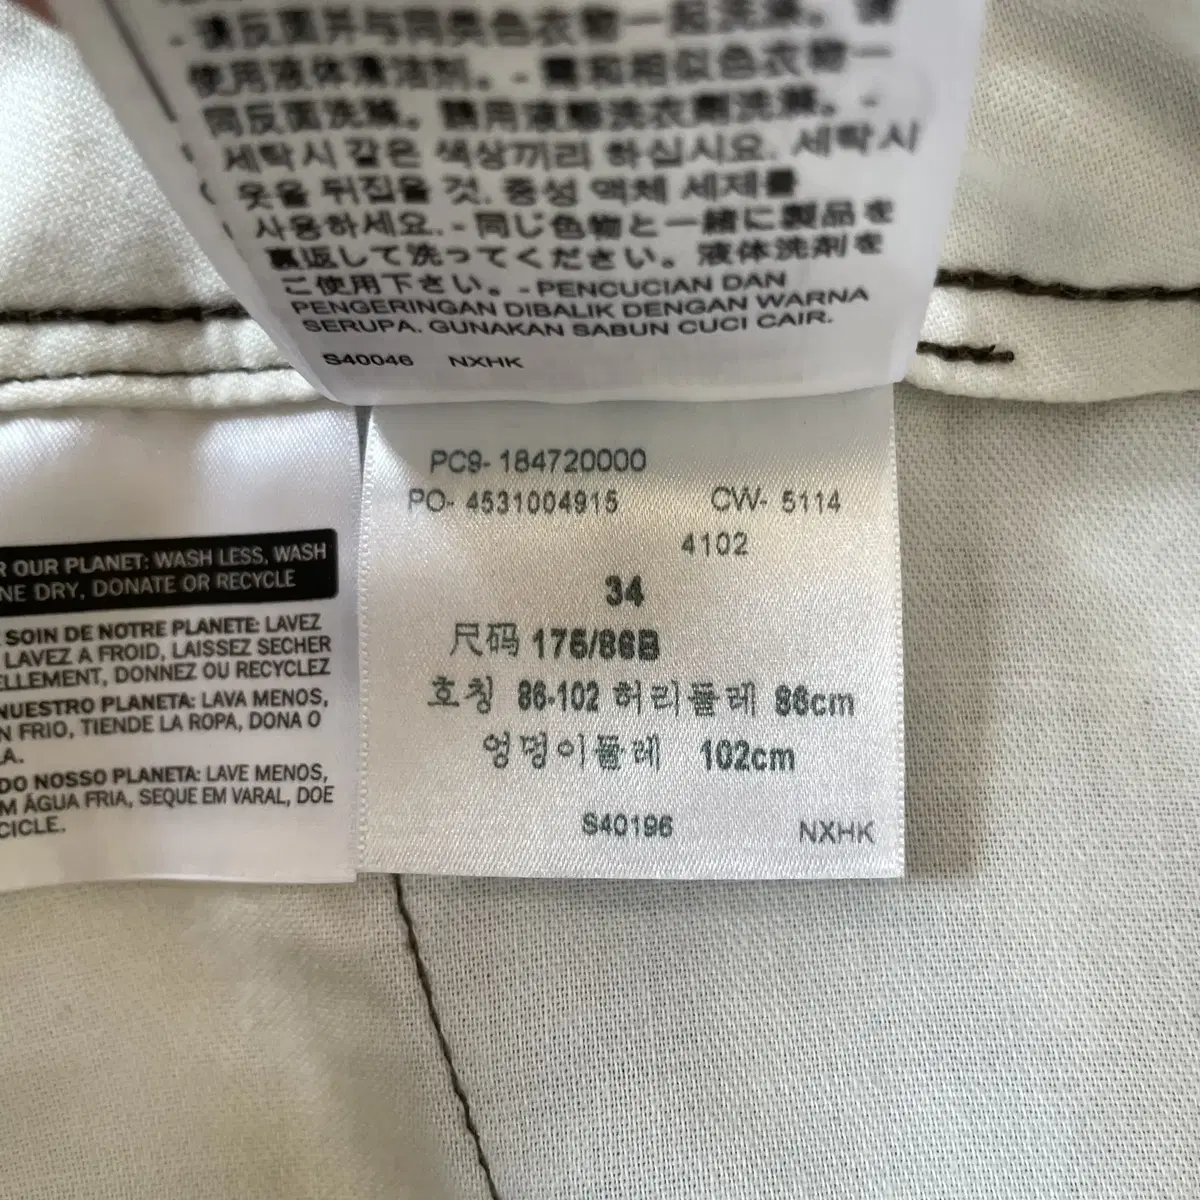 - 请反面并与同类色衣物一起洗涤。请
使用液体清洁剂。- 需和相似色衣物一
同反面洗滌。請用液態洗衣劑洗滌。-
세탁시 같은 색상끼리 하십시요. 세탁시
옷을 뒤집을 것. 중성 액체 세제를
사용하세요. - 同じ色物と一緒に製品を
裏返して洗ってください。液体洗剤を
ご使用下さい。- PENCUCIAN DAN
PENGERINGAN DIBALIK DENGAN WARNA
SERUPA. GUNAKAN SABUN CUCI CAIR.
S40046 NXHK
R OUR PLANET: WASH LESS, WASH
NE DRY, DONATE OR RECYCLE
SOIN DE NOTRE PLANETE: LAVEZ
LAVEZ A FROID, LAISSEZ SECHER
ELLEMENT, DONNEZ OU RECYCLEZ
NUESTRO PLANETA: LAVA MENOS,
N FRIO, TIENDE LA ROPA, DONA O
LA.
DO NOSSO PLANETA: LAVE MENOS,
M ÁGUA FRIA, SEQUE EM VARAL, DOE
CICLE.
PC9- 184720000
PO- 4531004915 CW- 5114
4102
34
尺码 175/86B
호칭 86-102 허리둘레 86cm
엉덩이둘레 102cm
S40196 NXHK